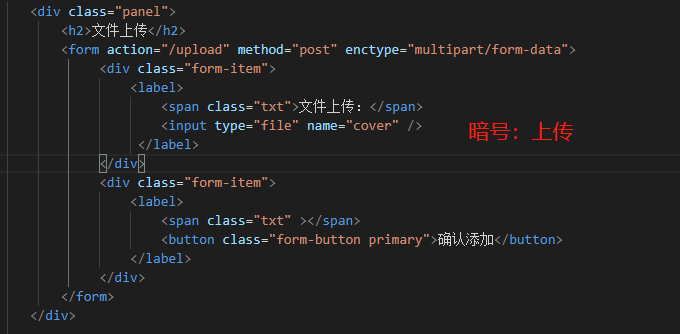 <div class="panel">
<h2>文件上传</h2>
<form action="/upload" method="post" enctype="multipart/form-data">
<div class="form-item">
<label>
<span class="txt">文件上传：</span>
<input type="file" name="cover" />
暗号：上传
</label>
</div>
<div class="form-item">
<label>
<span class="txt" ></span>
<button class="form-button primary">确认添加</button>
</label>
</div>
</form>
</div>